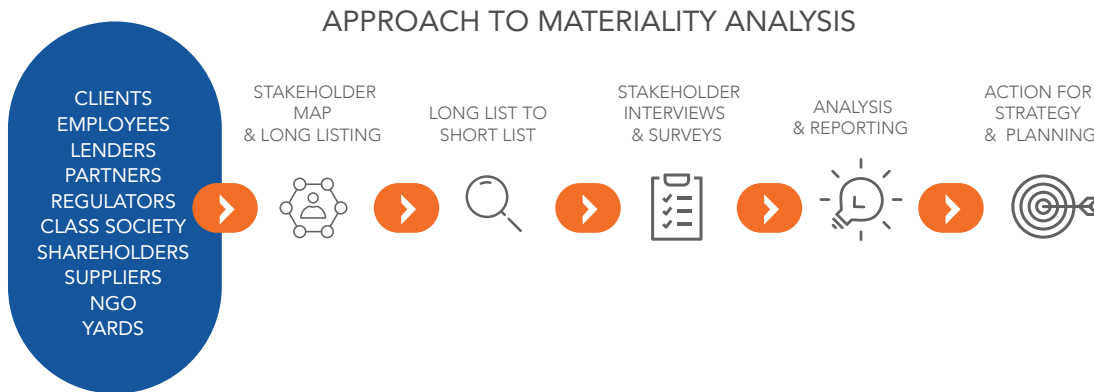 APPROACH TO MATERIALITY ANALYSIS
CLIENTS
EMPLOYEES
LENDERS
PARTNERS
REGULATORS
CLASS SOCIETY
SHAREHOLDERS
SUPPLIERS
NGO
YARDS
STAKEHOLDER
MAP
& LONG LISTING
LONG LIST TO
SHORT LIST
STAKEHOLDER
INTERVIEWS
& SURVEYS
ANALYSIS
& REPORTING
ACTION FOR
STRATEGY
& PLANNING